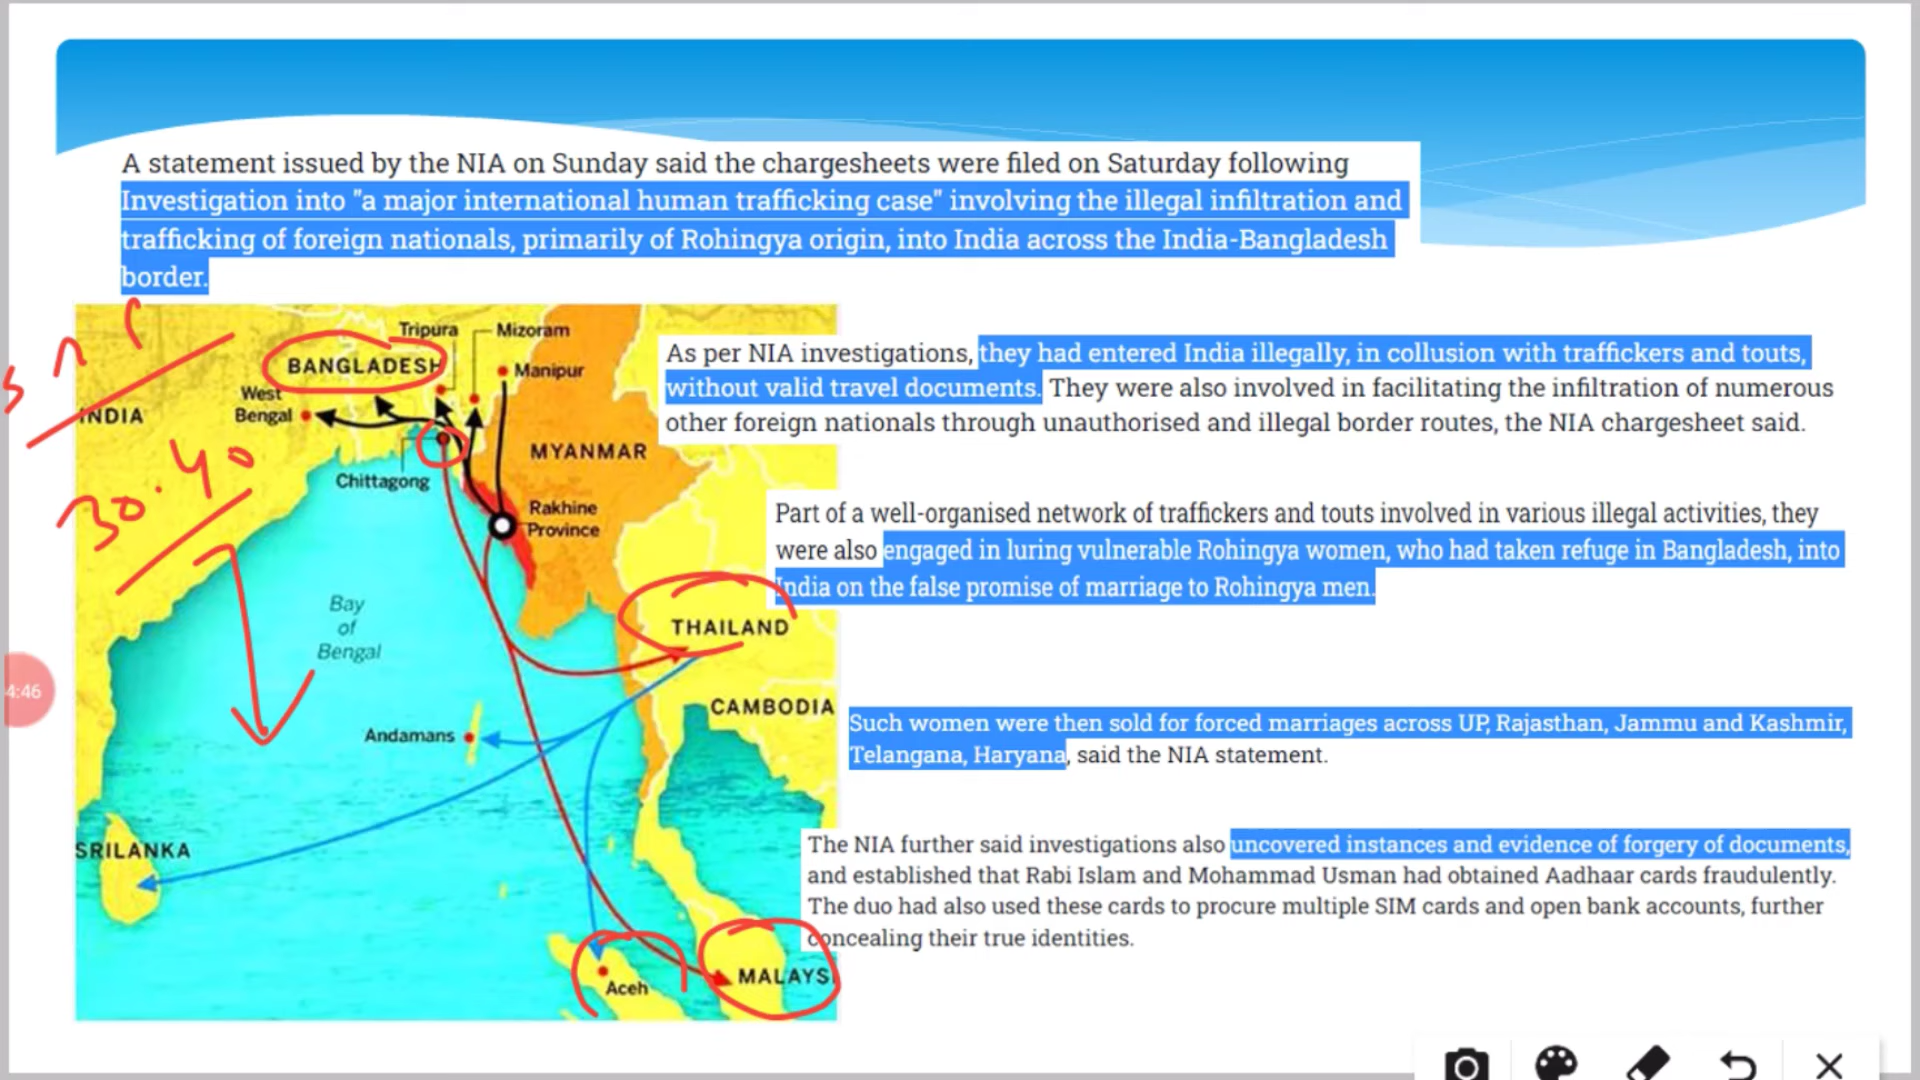 A statement issued by the NIA on Sunday said the chargesheets were filed on Saturday following
Investigation into "a major international human trafficking case" involving the illegal infiltration and
trafficking of foreign nationals, primarily of Rohingya origin, into India across the India-Bangladesh
border.
Tripura
Mizoram
BANGLADESH
Manipur
West
Bengal
INDIA
MYANMAR
Chittagong
Rakhine
Province
30.40
Bay
of
Bengal
THAILAND
4:46
CAMBODIA
Andamans
SRILANKA
MALAYS
Aceh
As per NIA investigations, they had entered India illegally, in collusion with traffickers and touts,
without valid travel documents. They were also involved in facilitating the infiltration of numerous
other foreign nationals through unauthorised and illegal border routes, the NIA chargesheet said.
Part of a well-organised network of traffickers and touts involved in various illegal activities, they
were also engaged in luring vulnerable Rohingya women, who had taken refuge in Bangladesh, into
India on the false promise of marriage to Rohingya men.
Such women were then sold for forced marriages across UP, Rajasthan, Jammu and Kashmir,
Telangana, Haryana, said the NIA statement.
The NIA further said investigations also uncovered instances and evidence of forgery of documents,
and established that Rabi Islam and Mohammad Usman had obtained Aadhaar cards fraudulently.
The duo had also used these cards to procure multiple SIM cards and open bank accounts, further
concealing their true identities.